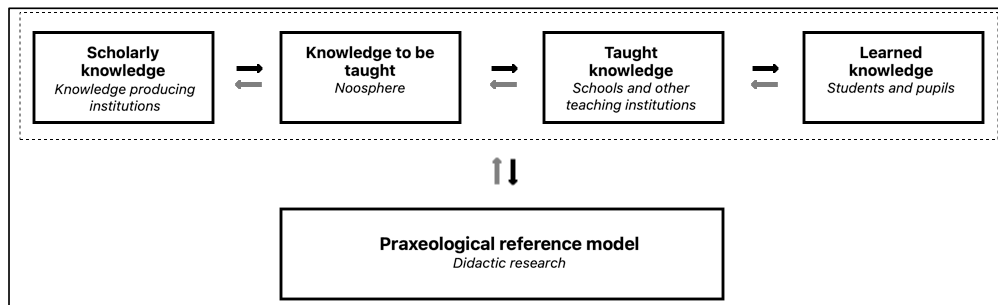 Scholarly
knowledge
Knowledge producing
institutions
Knowledge to be
taught
Noosphere
Taught
knowledge
Schools and other
teaching institutions
Learned
knowledge
Students and pupils
Praxeological reference model
Didactic research